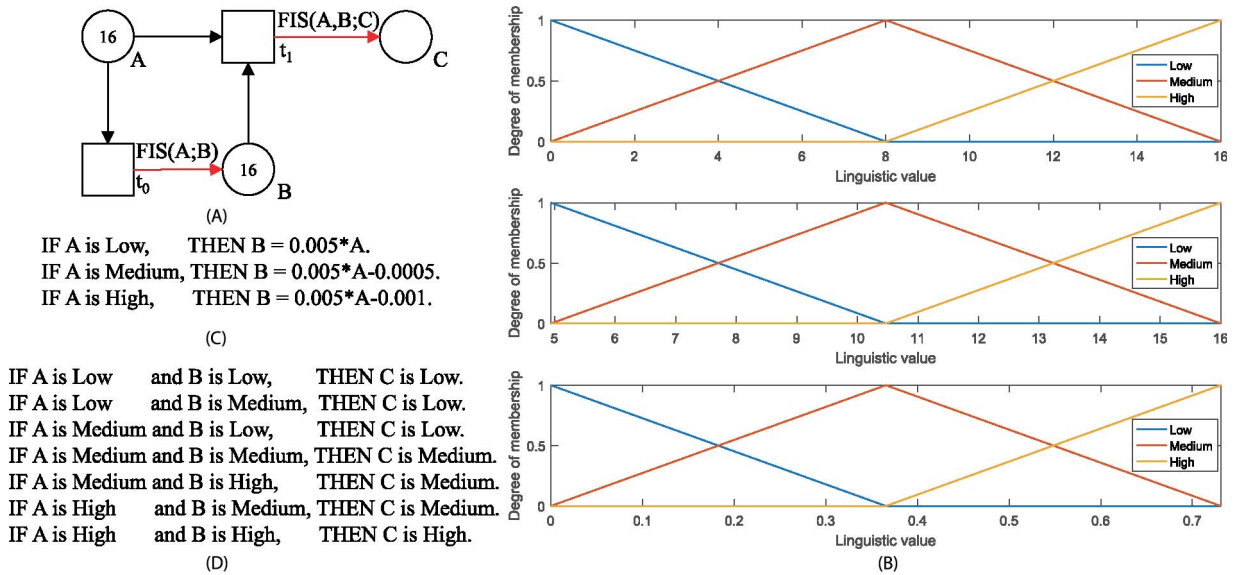 16
A
FIS(A,B;C)
t1
C
FIS(A;B)
t0
16
B
(A)
IF A is Low, THEN B = 0.005*A.
IF A is Medium, THEN B = 0.005*A-0.0005.
IF A is High, THEN B = 0.005*A-0.001.
(C)
IF A is Low and B is Low, THEN C is Low.
IF A is Low and B is Medium, THEN C is Low.
IF A is Medium and B is Low, THEN C is Low.
IF A is Medium and B is Medium, THEN C is Medium.
IF A is Medium and B is High, THEN C is Medium.
IF A is High and B is Medium, THEN C is Medium.
IF A is High and B is High, THEN C is High.
(D)
Degree of membership
1
0.5
0
0 2 4 6 8 10 12 14 16
Linguistic value
Low
Medium
High
Degree of membership
1
0.5
0
5 6 7 8 9 10 11 12 13 14 15 16
Linguistic value
Low
Medium
High
Degree of membership
1
0.5
0
0 0.1 0.2 0.3 0.4 0.5 0.6 0.7
Linguistic value
Low
Medium
High
(B)